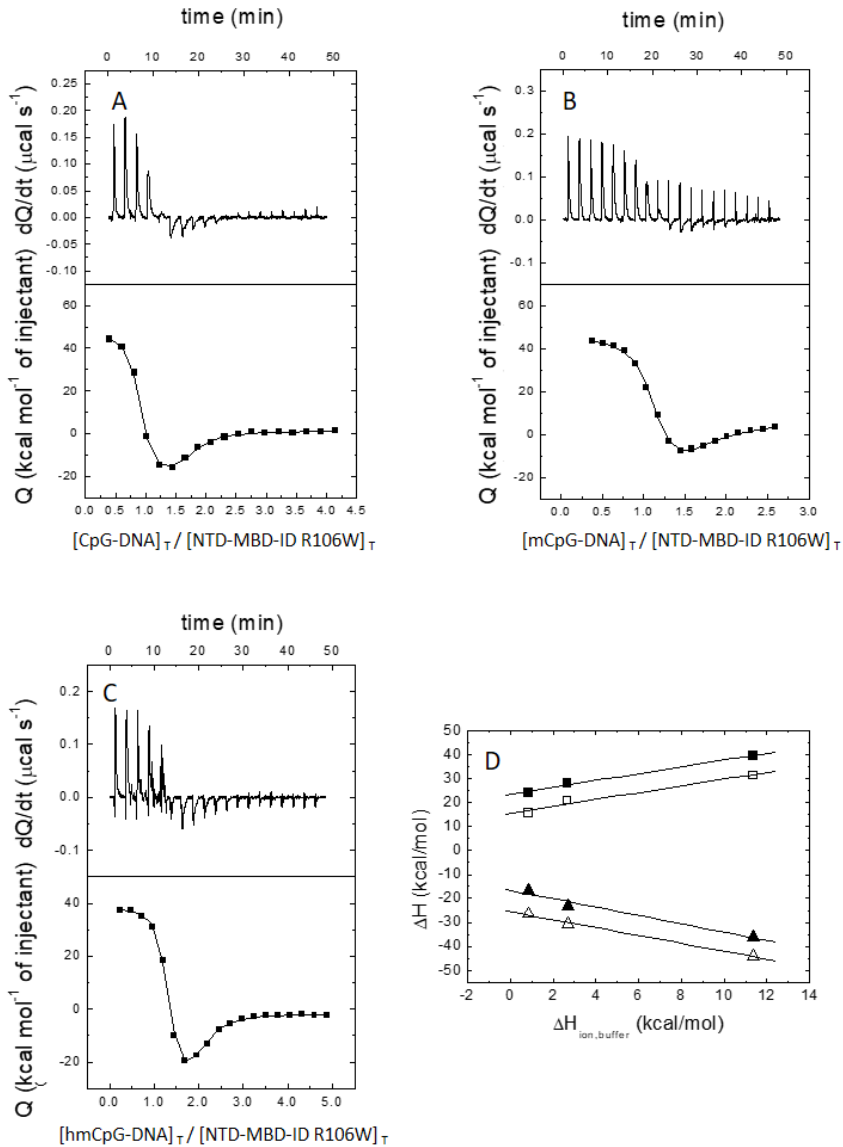 time (min)
0 10 20 30 40 50
0.25
0.20
0.15
0.10
0.05
0.00
-0.05
-0.10
dQ/dt (μcal s⁻¹)
A
60
40
20
0
-20
Q (kcal mol⁻¹ of injectant)
0.0 0.5 1.0 1.5 2.0 2.5 3.0 3.5 4.0 4.5
[CpG-DNA]T / [NTD-MBD-ID R106W]T
time (min)
0 10 20 30 40 50
0.3
0.2
0.1
0.0
-0.1
dQ/dt (μcal s⁻¹)
B
60
40
20
0
-20
Q (kcal mol⁻¹ of injectant)
0.0 0.5 1.0 1.5 2.0 2.5 3.0
[mCpG-DNA]T / [NTD-MBD-ID R106W]T
time (min)
0 10 20 30 40 50
0.2
0.1
0.0
-0.1
dQ/dt (μcal s⁻¹)
C
40
20
0
-20
Q (kcal mol⁻¹ of injectant)
0.0 1.0 2.0 3.0 4.0 5.0
[hmCpG-DNA]T / [NTD-MBD-ID R106W]T
D
50
40
30
20
10
0
-10
-20
-30
-40
-50
ΔH (kcal/mol)
-2 0 2 4 6 8 10 12 14
ΔHion,buffer (kcal/mol)